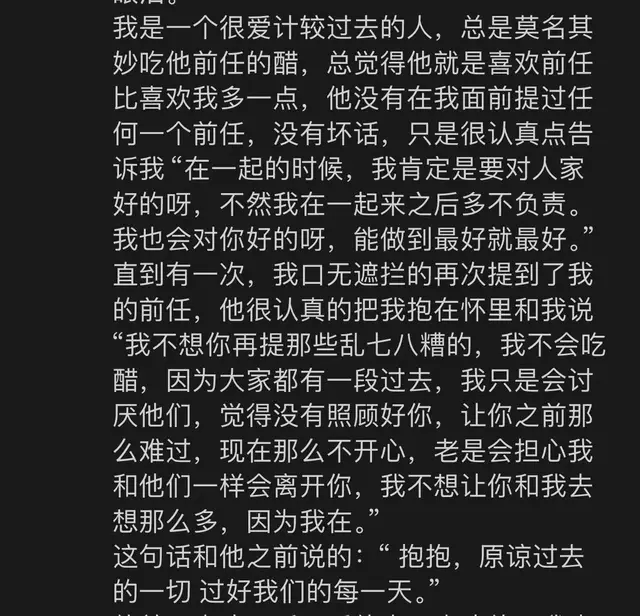 我是一个很爱计较过去的人，总是莫名其
妙吃他前任的醋，总觉得他就是喜欢前任
比喜欢我多一点，他没有在我面前提过任
何一个前任，没有坏话，只是很认真点告
诉我“在一起的时候，我肯定是要对人家
好的呀，不然我在一起来之后多不负责。
我也会对你好的呀，能做到最好就最好。”
直到有一次，我口无遮拦的再次提到了我
的前任，他很认真的把我抱在怀里和我说
“我不想你再提那些乱七八糟的，我不会吃
醋，因为大家都有一段过去，我只是会讨
厌他们，觉得没有照顾好你，让你之前那
么难过，现在那么不开心，老是会担心我
和他们一样会离开你，我不想让你和我去
想那么多，因为我在。”
这句话和他之前说的：“ 抱抱，原谅过去
的一切 过好我们的每一天。”